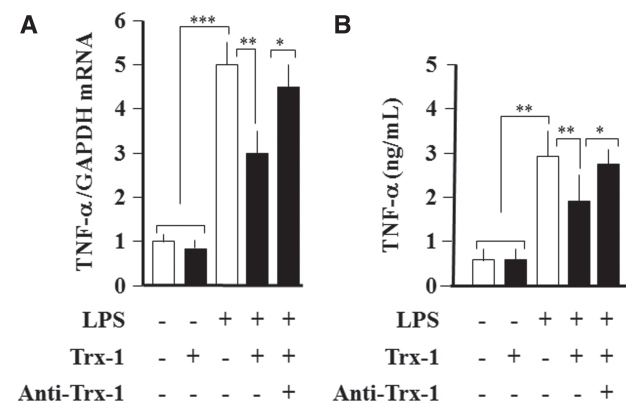 A
TNF-α/GAPDH mRNA
6
5
4
3
2
1
0
***
**
*
LPS - - + + +
Trx-1 - + - + +
Anti-Trx-1 - - - - +
B
TNF-α (ng/mL)
5
4
3
2
1
0
**
**
*
LPS - - + + +
Trx-1 - + - + +
Anti-Trx-1 - - - - +